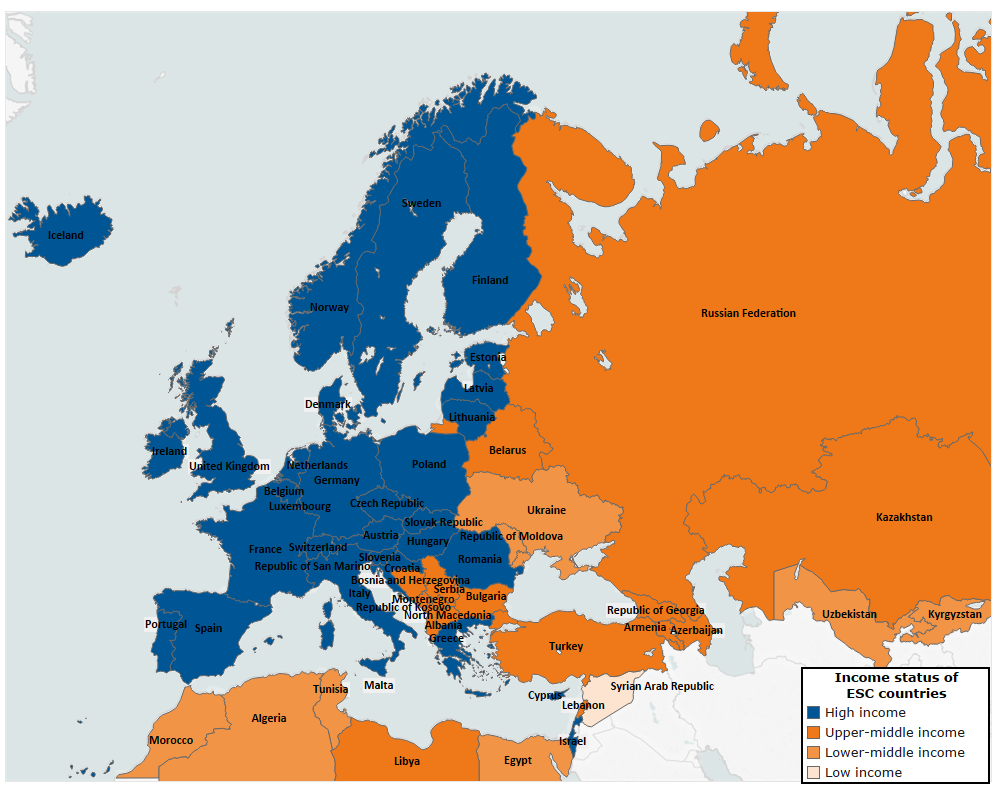 Sweden
Iceland
Finland
Norway
Russian Federation
Estonia
Latvia
Denmark
Lithuania
Ireland
Belarus
United Kingdom
Netherlands
Poland
Germany
Belgium
Czech Republic
Luxembourg
Ukraine
Kazakhstan
Slovak Republic
Austria
Republic of Moldova
Hungary
France
Switzerland
Slovenia
Romania
Republic of San Marino
Croatia
Bosnia and Herzegovina
Serbia
Italy
Bulgaria
Montenegro
Republic of Kosovo
Republic of Georgia
Uzbekistan
Kyrgyzstan
North Macedonia
Portugal
Spain
Albania
Armenia
Azerbaijan
Greece
Turkey
Malta
Tunisia
Syrian Arab Republic
Cyprus
Lebanon
Algeria
Morocco
Israel
Egypt
Libya
Income status of
ESC countries
High income
Upper-middle income
Lower-middle income
Low income